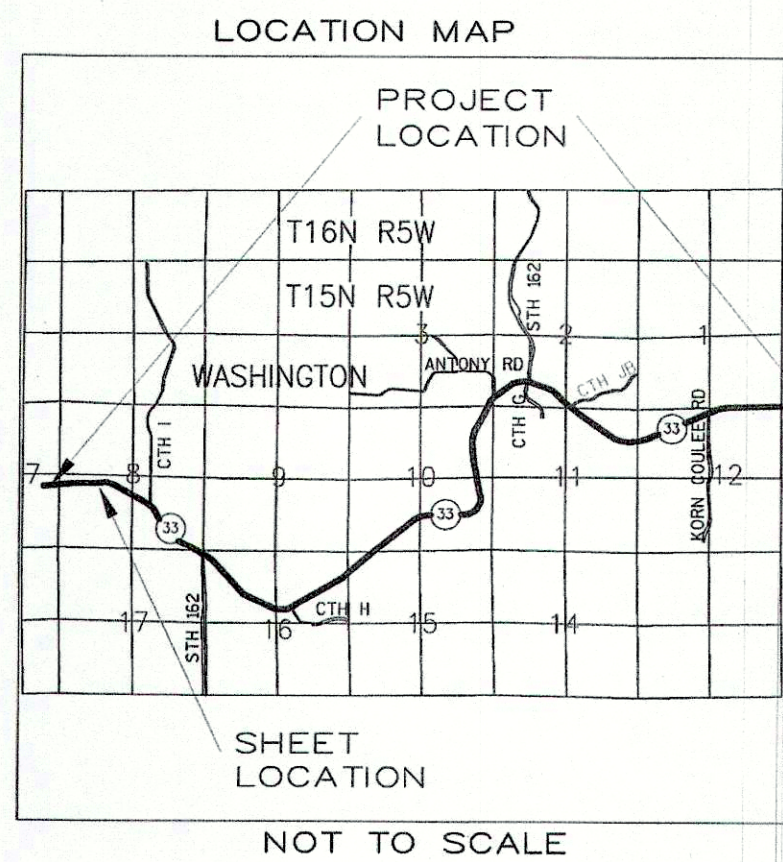 LOCATION MAP
PROJECT
LOCATION
T16N R5W
STH 162
T15N R5W
3
2
1
ANTONY RD
WASHINGTON
CTH JB
CTH I
CTH G
33
KORN COULEE RD
7
8
9
10
11
12
33
33
CTH H
17
STH 162
16
15
14
SHEET
LOCATION
NOT TO SCALE